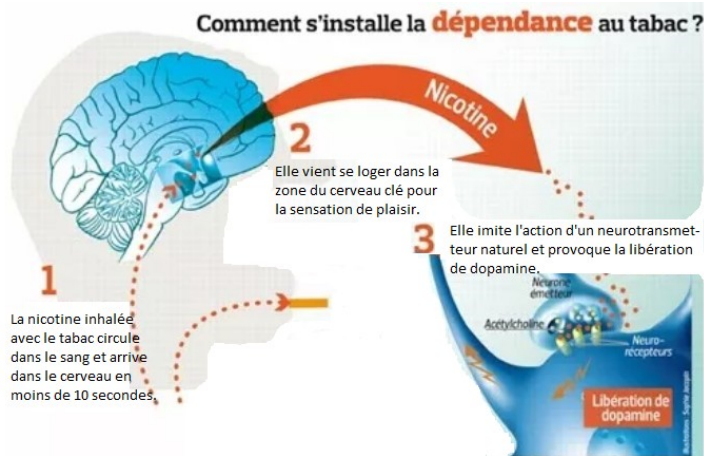 Comment s'installe la dépendance au tabac ?
Nicotine
2
Elle vient se loger dans la
zone du cerveau clé pour
la sensation de plaisir.
3
Elle imite l'action d'un neurotransmet-
teur naturel et provoque la libération
de dopamine.
1
La nicotine inhalée
avec le tabac circule
dans le sang et arrive
dans le cerveau en
moins de 10 secondes.
Neurone
émetteur
Acétylcholine
Neuro-
récepteurs
Libération de
dopamine